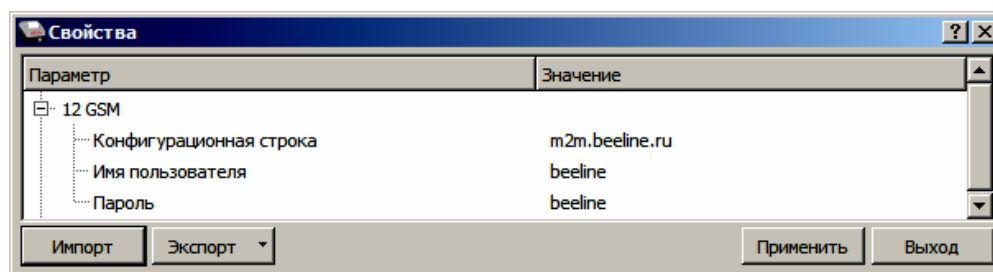 Свойства
Параметр Значение
12 GSM
Конфигурационная строка m2m.beeline.ru
Имя пользователя beeline
Пароль beeline
Импорт Экспорт Применить Выход